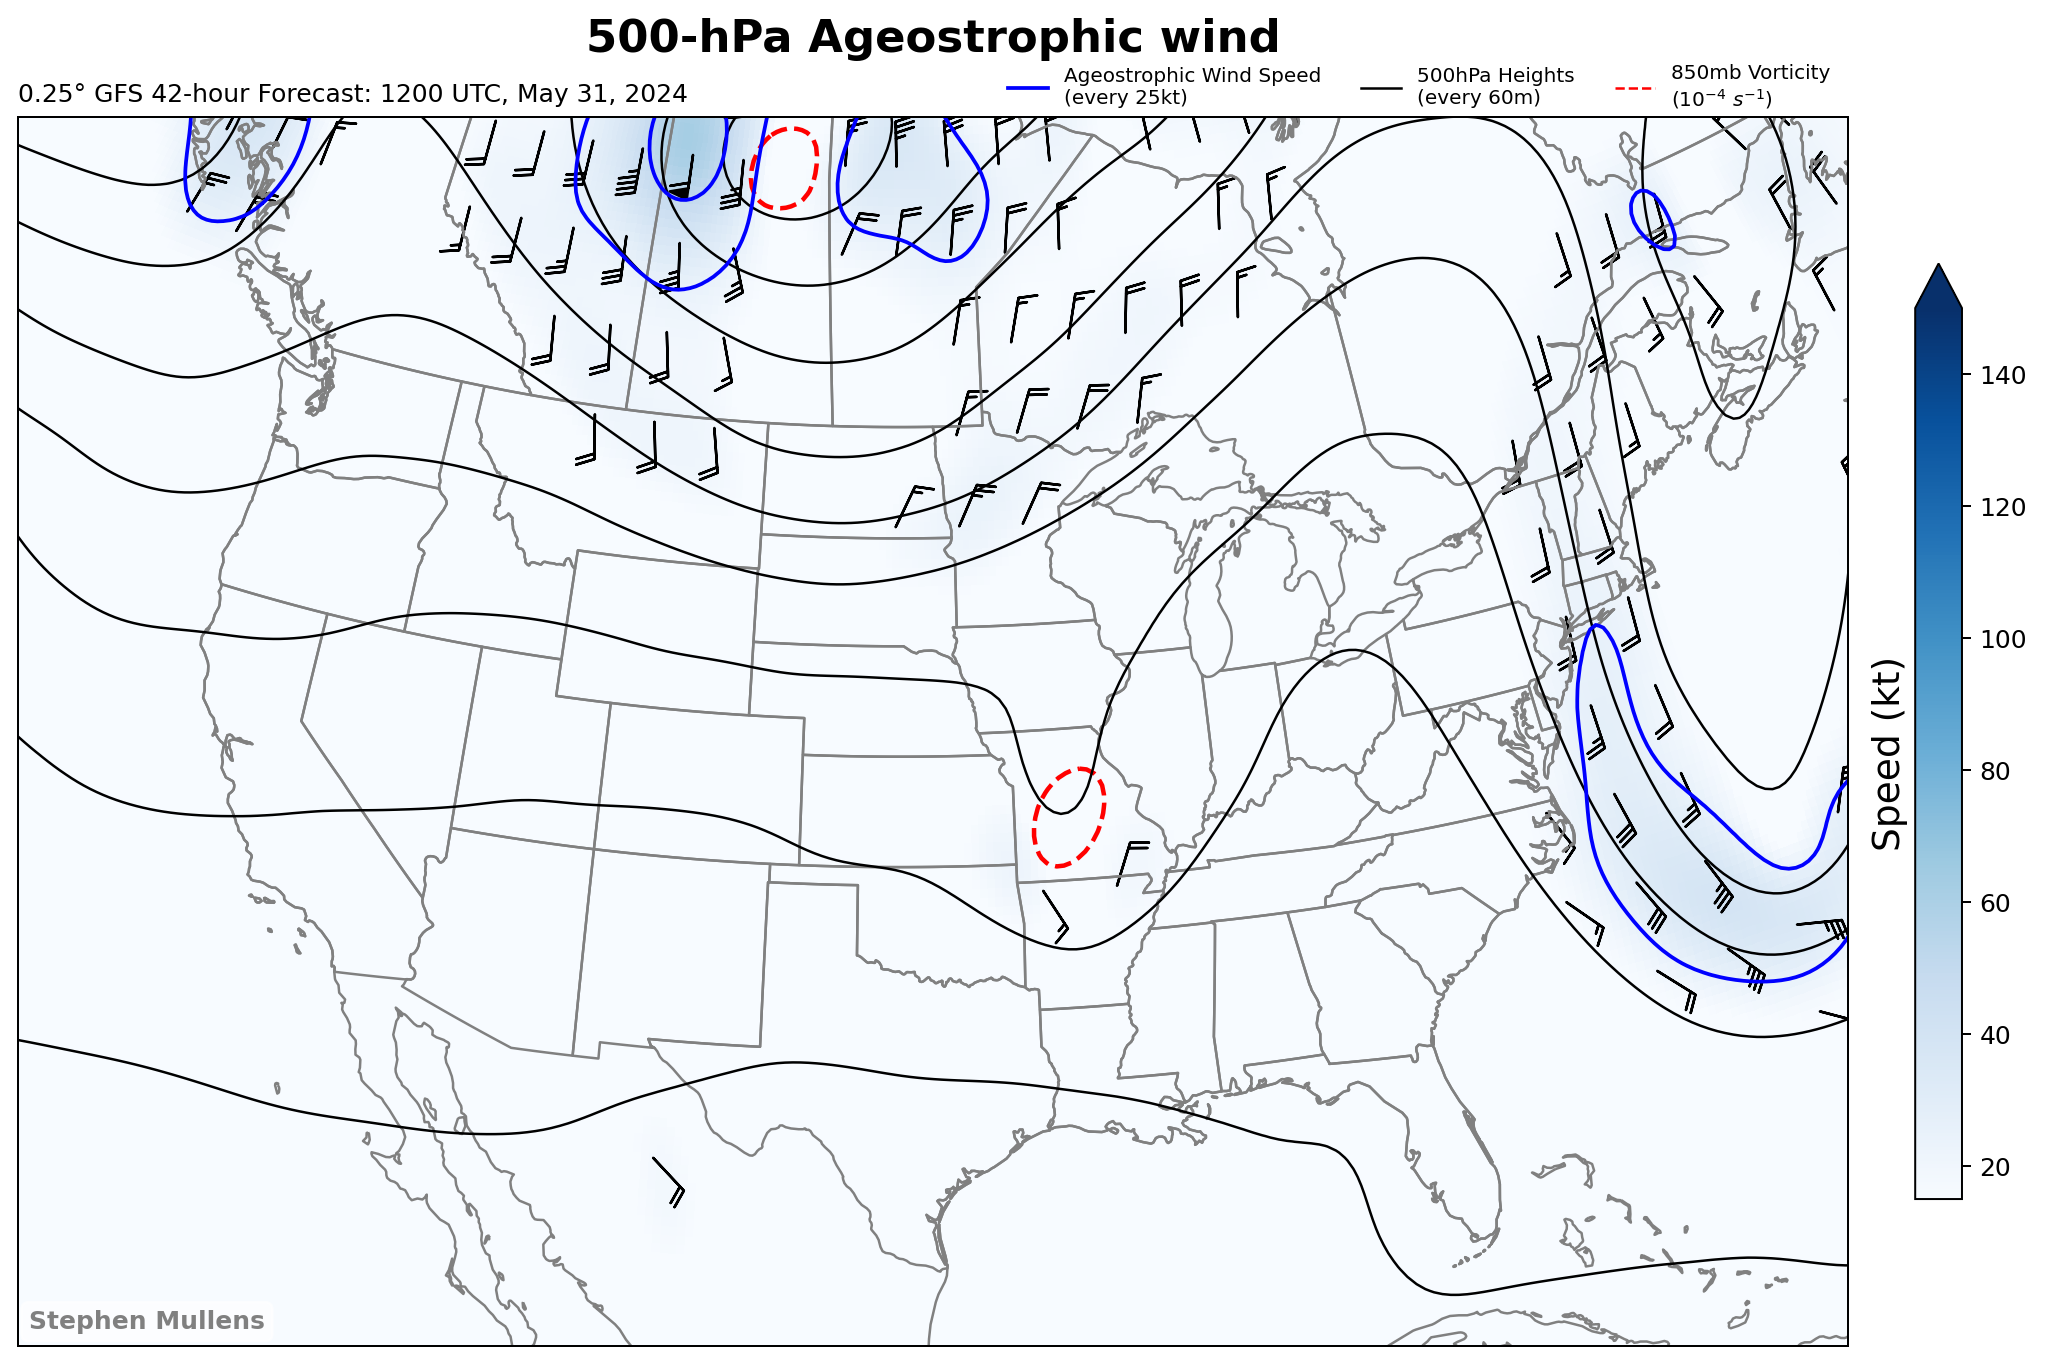 500-hPa Ageostrophic wind
0.25° GFS 42-hour Forecast: 1200 UTC, May 31, 2024
Ageostrophic Wind Speed
(every 25kt)
500hPa Heights
(every 60m)
850mb Vorticity
(10⁻⁴ s⁻¹)
140
120
100
80
60
40
20
Speed (kt)
Stephen Mullens